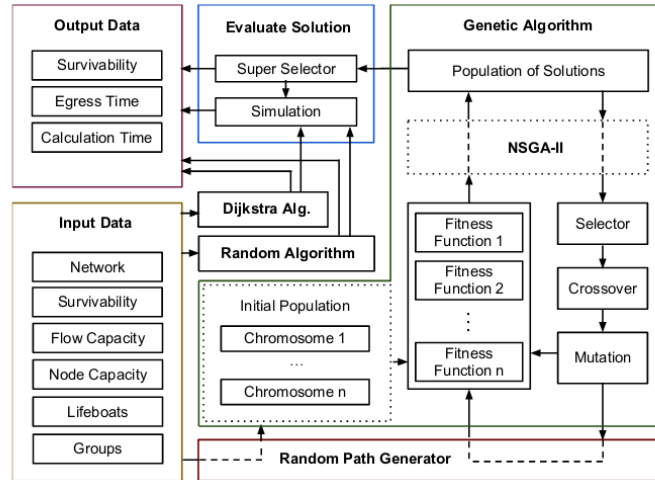 Output Data
Survivability
Egress Time
Calculation Time
Evaluate Solution
Super Selector
Simulation
Genetic Algorithm
Population of Solutions
NSGA-II
Dijkstra Alg.
Random Algorithm
Input Data
Network
Survivability
Flow Capacity
Node Capacity
Lifeboats
Groups
Initial Population
Chromosome 1
...
Chromosome n
Fitness
Function 1
Fitness
Function 2
Fitness
Function n
Selector
Crossover
Mutation
Random Path Generator